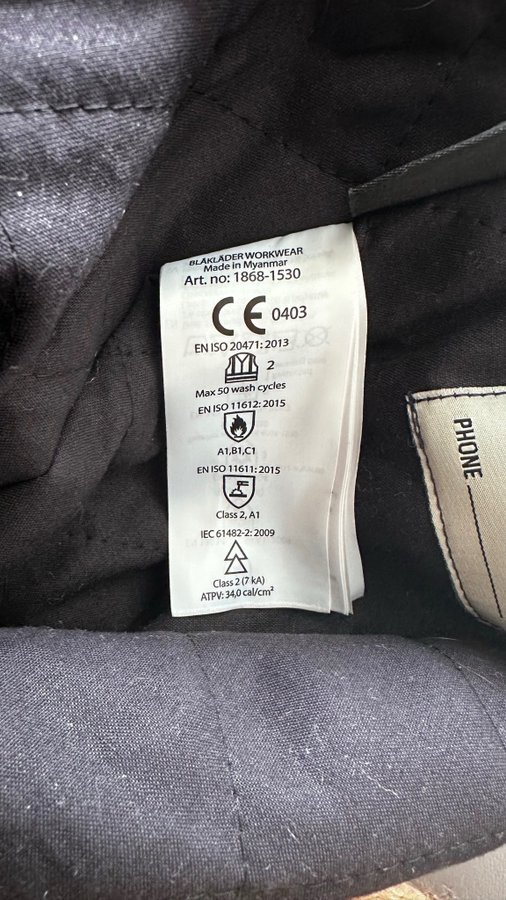 BLÅKLÄDER WORKWEAR
Made in Myanmar
Art. no: 1868-1530
CE 0403
EN ISO 20471: 2013
2
Max 50 wash cycles
EN ISO 11612: 2015
A1,B1,C1
EN ISO 11611: 2015
Class 2, A1
IEC 61482-2: 2009
Class 2 (7 kA)
ATPV: 34,0 cal/cm²
PHONE